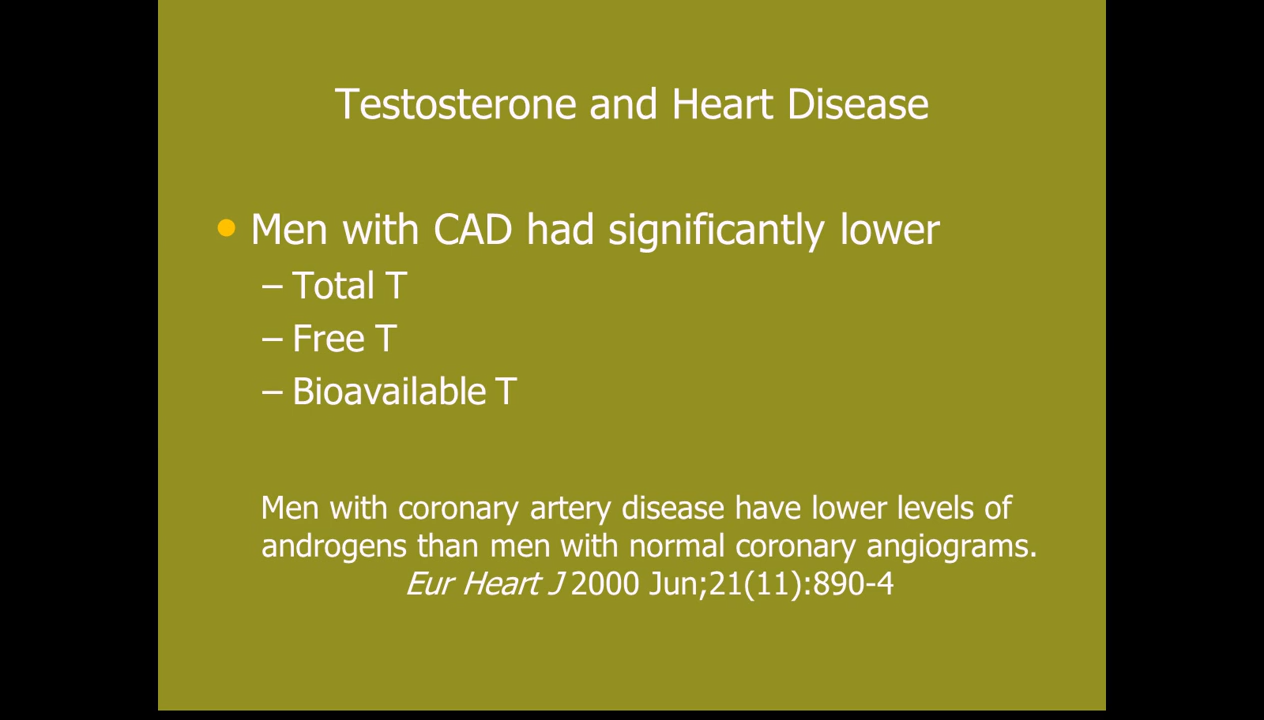 Testosterone and Heart Disease
• Men with CAD had significantly lower
– Total T
– Free T
– Bioavailable T
Men with coronary artery disease have lower levels of
androgens than men with normal coronary angiograms.
Eur Heart J 2000 Jun;21(11):890-4